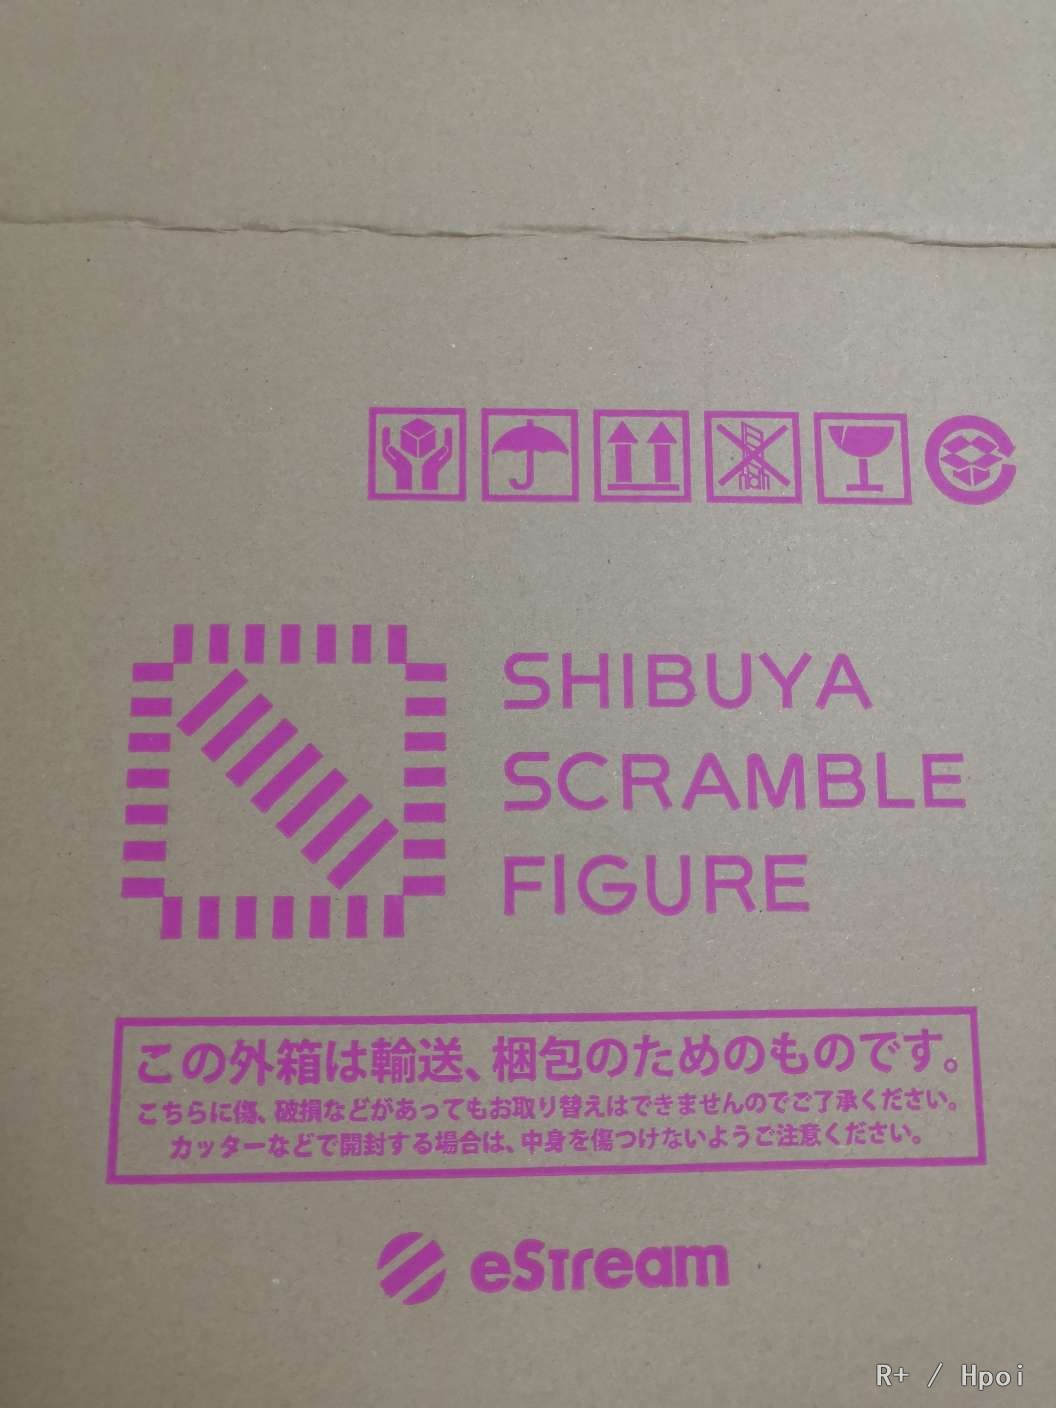 SHIBUYA
SCRAMBLE
FIGURE
この外箱は輸送、梱包のためのものです。
こちらに傷、破損などがあってもお取り替えはできませんのでご了承ください。
カッターなどで開封する場合は、中身を傷つけないようご注意ください。
eStream
R+ / Hpoi